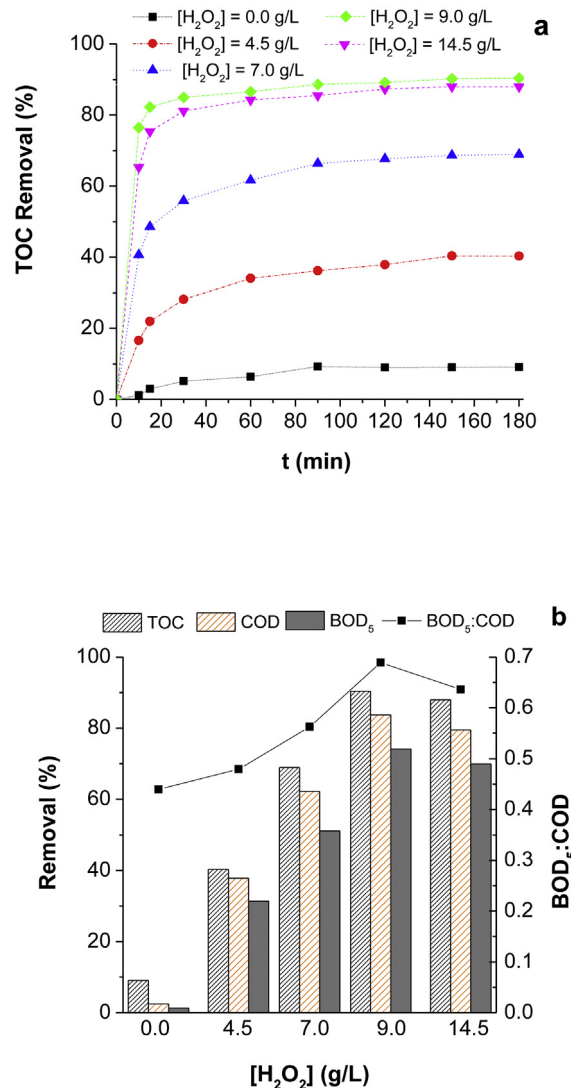 [H₂O₂] = 0.0 g/L [H₂O₂] = 9.0 g/L a
[H₂O₂] = 4.5 g/L [H₂O₂] = 14.5 g/L
[H₂O₂] = 7.0 g/L
100
80
60
40
20
0
TOC Removal (%)
0 20 40 60 80 100 120 140 160 180
t (min)
b
TOC COD BOD₅ BOD₅:COD
100
80
60
40
20
0
Removal (%)
0.7
0.6
0.5
0.4
0.3
0.2
0.1
0.0
BOD₅:COD
0.0 4.5 7.0 9.0 14.5
[H₂O₂] (g/L)